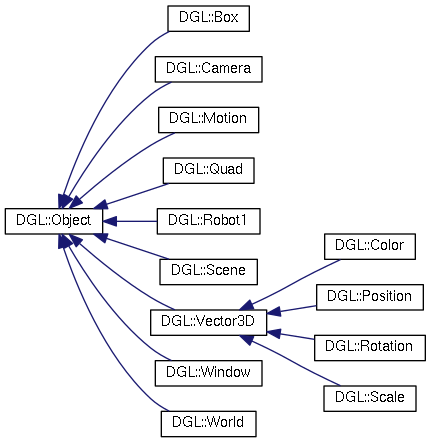 DGL::Box
DGL::Camera
DGL::Motion
DGL::Quad
DGL::Object
DGL::Robot1
DGL::Color
DGL::Scene
DGL::Position
DGL::Vector3D
DGL::Rotation
DGL::Window
DGL::Scale
DGL::World